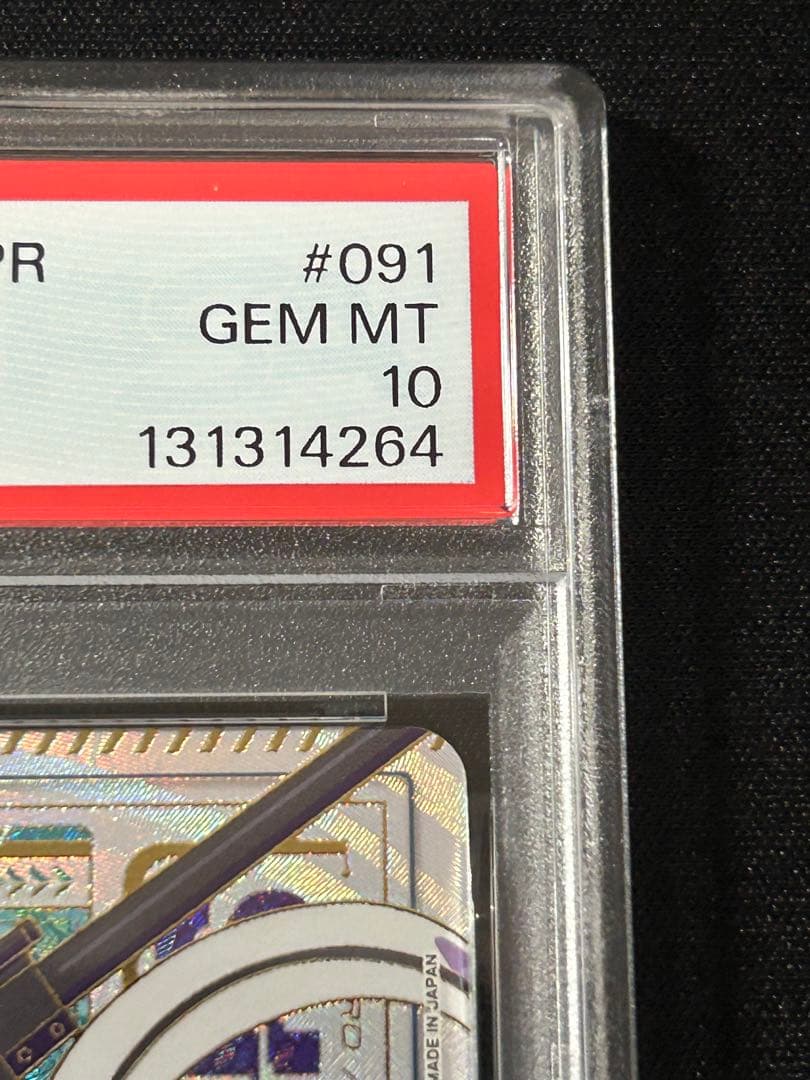 PR #091
GEM MT
10
131314264
MADE IN JAPAN